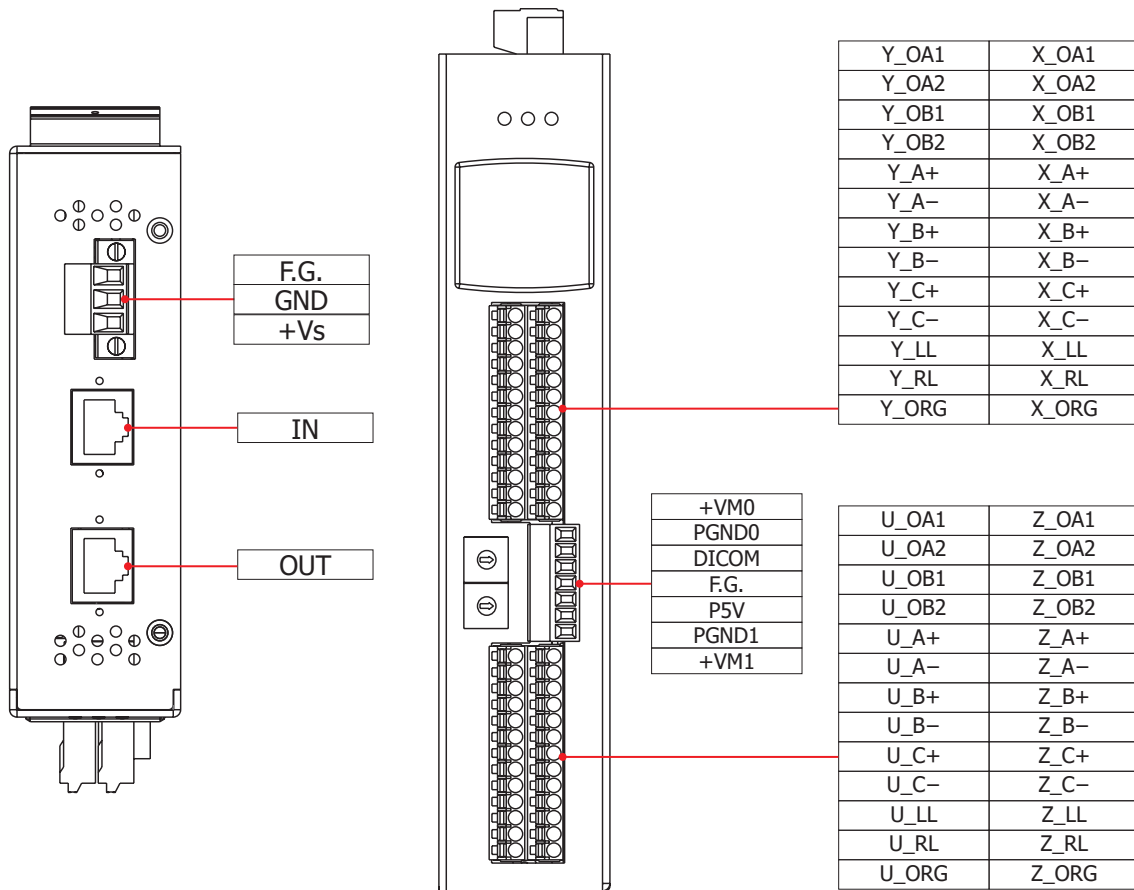 F.G.
GND
+Vs
IN
OUT
+VM0
PGND0
DICOM
F.G.
P5V
PGND1
+VM1
Y_OA1 X_OA1
Y_OA2 X_OA2
Y_OB1 X_OB1
Y_OB2 X_OB2
Y_A+ X_A+
Y_A− X_A−
Y_B+ X_B+
Y_B− X_B−
Y_C+ X_C+
Y_C− X_C−
Y_LL X_LL
Y_RL X_RL
Y_ORG X_ORG
U_OA1 Z_OA1
U_OA2 Z_OA2
U_OB1 Z_OB1
U_OB2 Z_OB2
U_A+ Z_A+
U_A− Z_A−
U_B+ Z_B+
U_B− Z_B−
U_C+ Z_C+
U_C− Z_C−
U_LL Z_LL
U_RL Z_RL
U_ORG Z_ORG